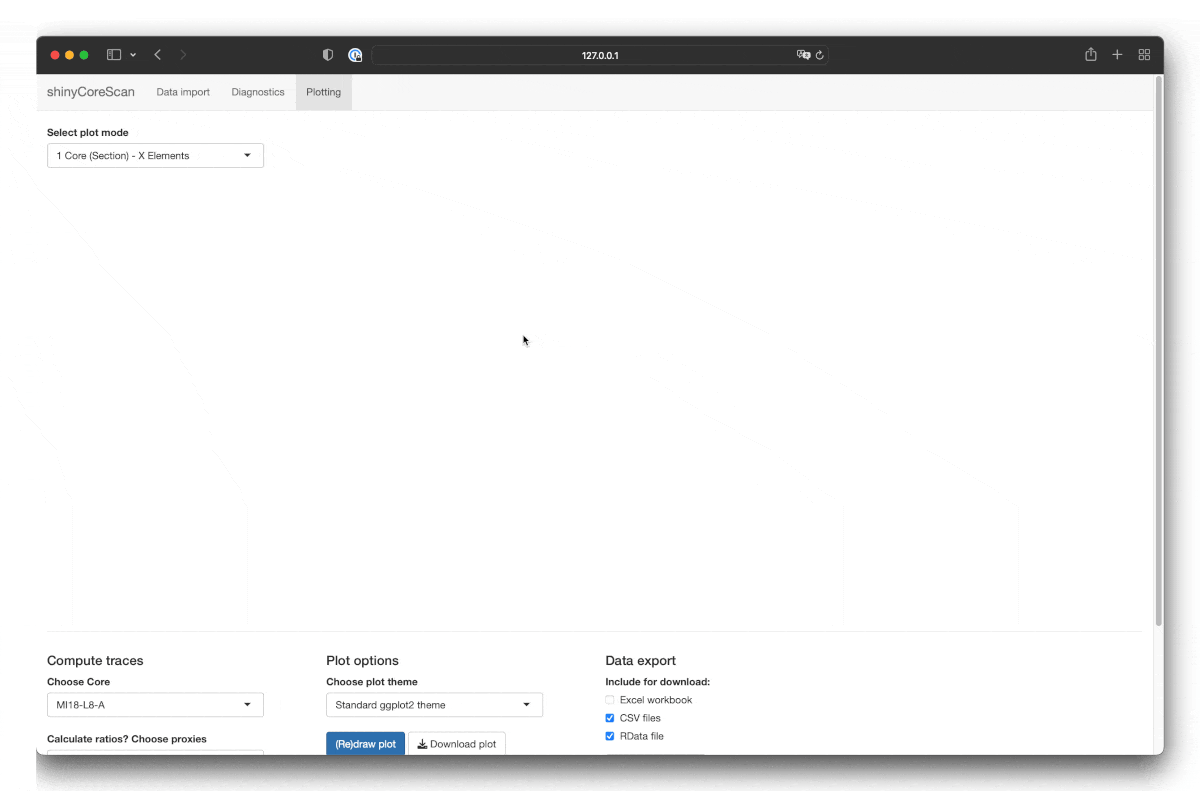 127.0.0.1
shinyCoreScan Data import Diagnostics Plotting
Select plot mode
1 Core (Section) - X Elements
Compute traces
Choose Core
MI18-L8-A
Calculate ratios? Choose proxies
Plot options
Choose plot theme
Standard ggplot2 theme
(Re)draw plot Download plot
Data export
Include for download:
Excel workbook
CSV files
RData file